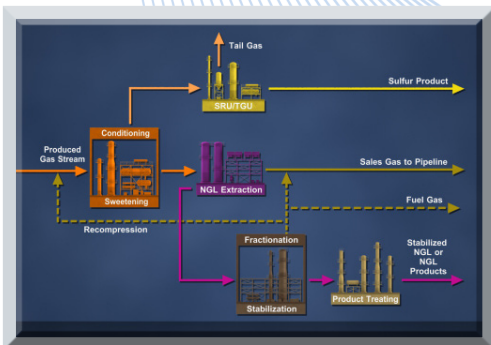 Tail Gas
Sulfur Product
SRU/TGU
Conditioning
Produced
Gas Stream
Sales Gas to Pipeline
NGL Extraction
Sweetening
Fuel Gas
Recompression
Fractionation
Stabilized
NGL or
NGL
Products
Product Treating
Stabilization